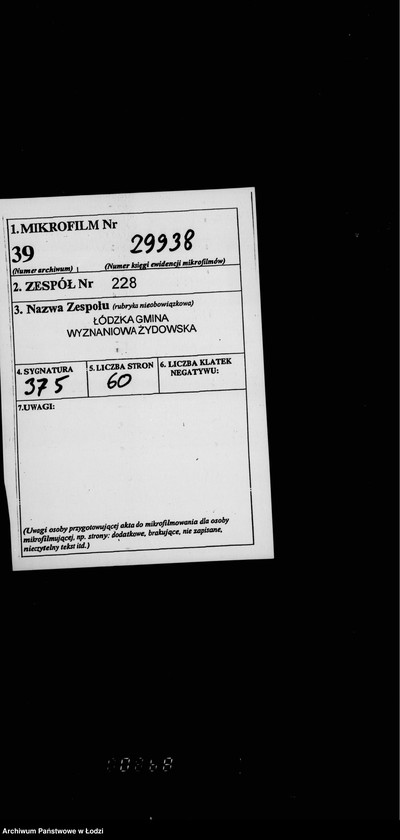 1. MIKROFILM Nr
39 29938
(Numer archiwum) (Numer księgi ewidencji mikrofilmów)
2. ZESPÓŁ Nr 228
3. Nazwa Zespołu (rubryka nieobowiązkowa)
ŁÓDZKA GMINA
WYZNANIOWA ŻYDOWSKA
4. SYGNATURA 5. LICZBA STRON 6. LICZBA KLATEK
NEGATYWU:
375 60
7. UWAGI:
(Uwagi osoby przygotowującej akta do mikrofilmowania dla osoby
mikrofilmującej, np. strony: dodatkowe, brakujące, nie zapisane,
nieczytelny tekst itd.)
Archiwum Państwowe w Łodzi